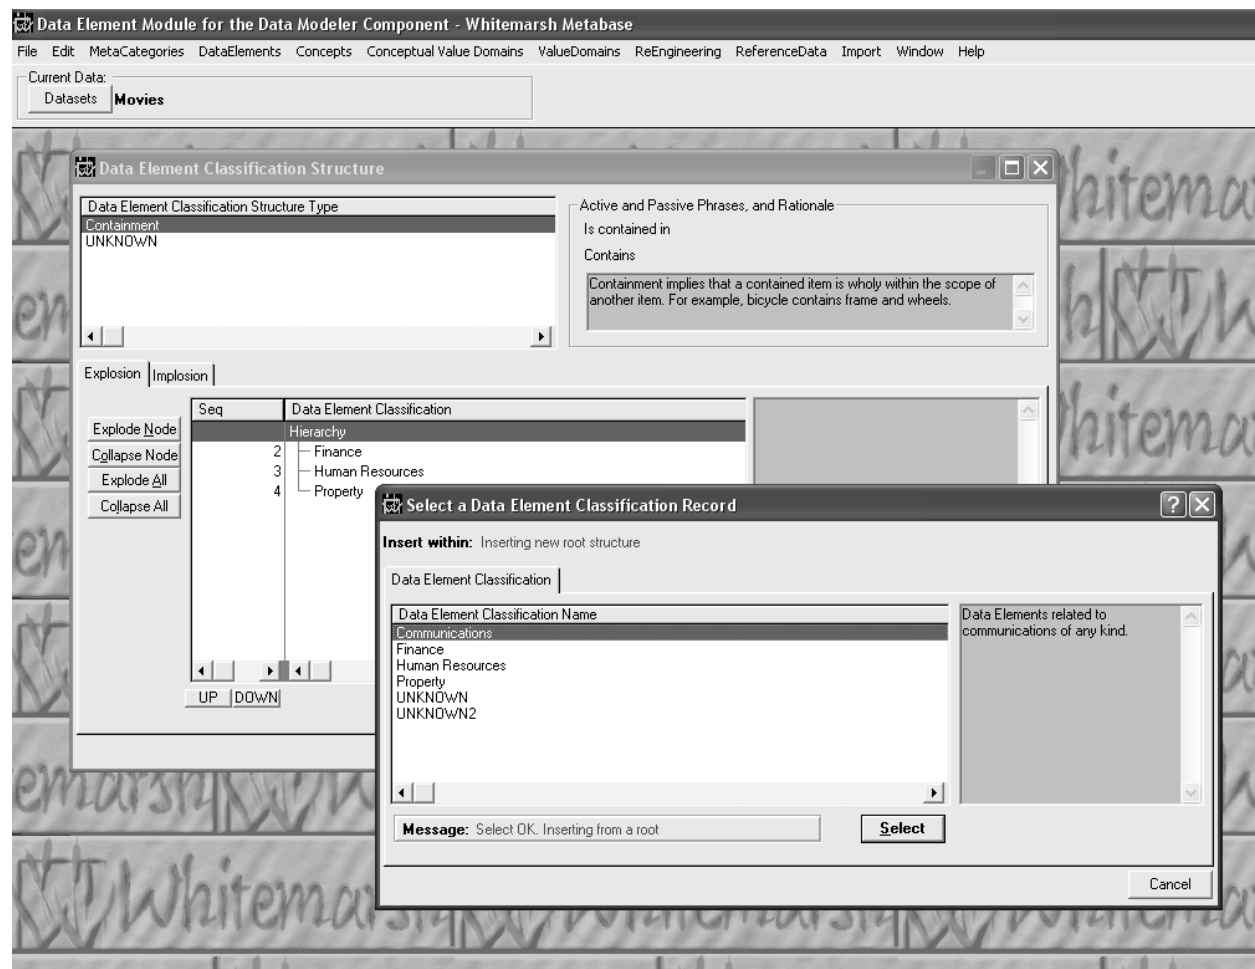 Data Element Module for the Data Modeler Component - Whitemarsh Metabase
File Edit MetaCategories DataElements Concepts Conceptual Value Domains ValueDomains ReEngineering ReferenceData Import Window Help
Current Data:
Datasets Movies
Data Element Classification Structure
Data Element Classification Structure Type
Containment
UNKNOWN
Active and Passive Phrases, and Rationale
Is contained in
Contains
Containment implies that a contained item is wholy within the scope of
another item. For example, bicycle contains frame and wheels.
Explosion Implosion
Explode Node
Collapse Node
Explode All
Collapse All
Seq Data Element Classification
Hierarchy
2 Finance
3 Human Resources
4 Property
UP DOWN
Select a Data Element Classification Record
Insert within: Inserting new root structure
Data Element Classification
Data Element Classification Name
Communications
Finance
Human Resources
Property
UNKNOWN
UNKNOWN2
Data Elements related to
communications of any kind.
Message: Select OK. Inserting from a root
Select
Cancel
Whitemarsh